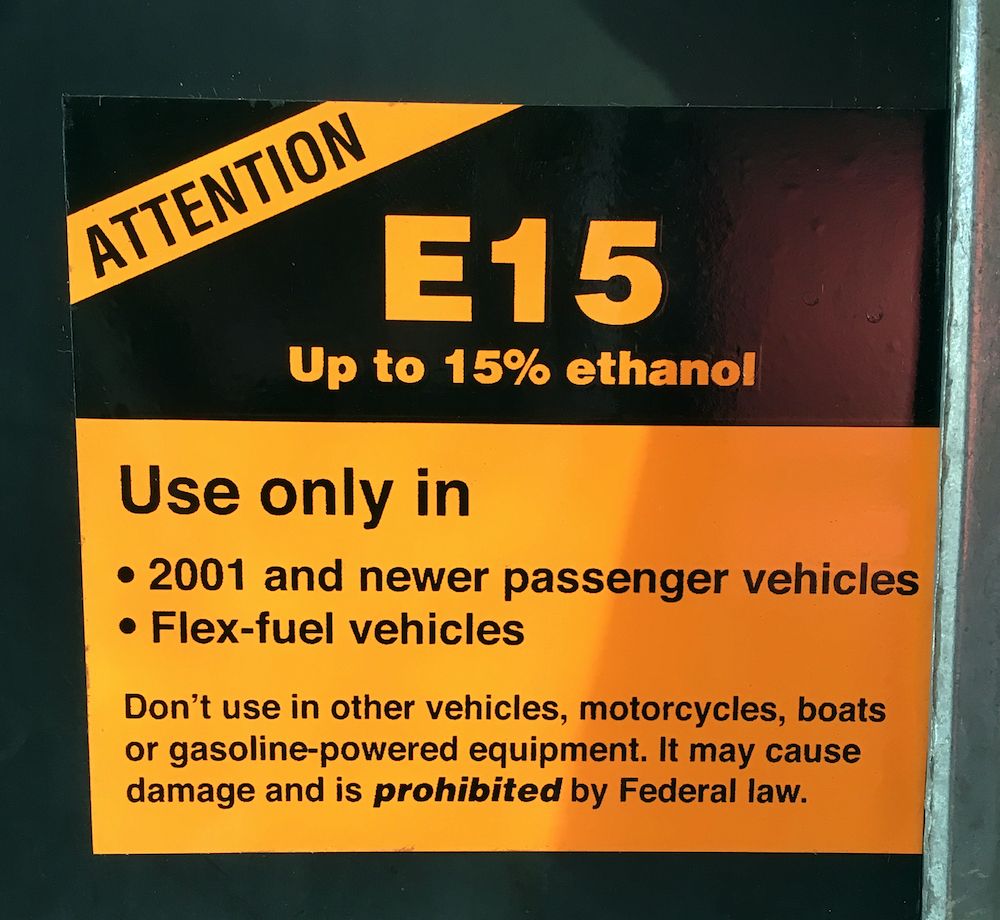 ATTENTION
E15
Up to 15% ethanol
Use only in
• 2001 and newer passenger vehicles
• Flex-fuel vehicles
Don't use in other vehicles, motorcycles, boats
or gasoline-powered equipment. It may cause
damage and is prohibited by Federal law.